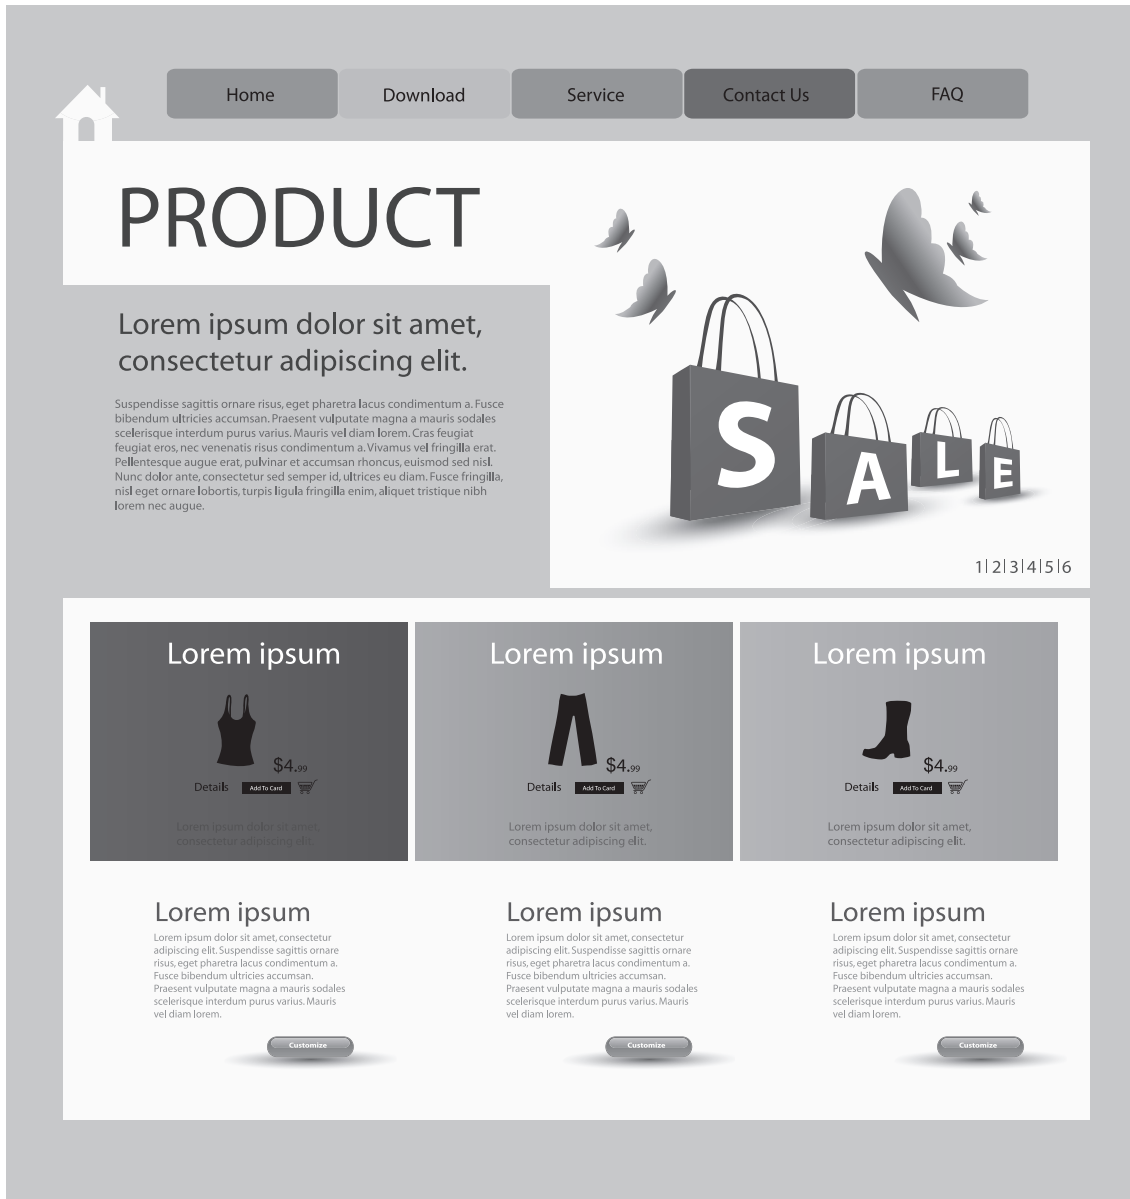 Home Download Service Contact Us FAQ
PRODUCT
Lorem ipsum dolor sit amet,
consectetur adipiscing elit.
Suspendisse sagittis ornare risus, eget pharetra lacus condimentum a. Fusce
bibendum ultricies accumsan. Praesent vulputate magna a mauris sodales
scelerisque interdum purus varius. Mauris vel diam lorem. Cras feugiat
feugiat eros, nec venenatis risus condimentum a. Vivamus vel fringilla erat.
Pellentesque augue erat, pulvinar et accumsan rhoncus, euismod sed nisl.
Nunc dolor ante, consectetur sed semper id, ultrices eu diam. Fusce fringilla,
nisl eget ornare lobortis, turpis ligula fringilla enim, aliquet tristique nibh
lorem nec augue.
SALE
1|2|3|4|5|6
Lorem ipsum
$4.99
Details Add To Card
Lorem ipsum dolor sit amet,
consectetur adipiscing elit.
Lorem ipsum
$4.99
Details Add To Card
Lorem ipsum dolor sit amet,
consectetur adipiscing elit.
Lorem ipsum
$4.99
Details Add To Card
Lorem ipsum dolor sit amet,
consectetur adipiscing elit.
Lorem ipsum
Lorem ipsum dolor sit amet, consectetur
adipiscing elit. Suspendisse sagittis ornare
risus, eget pharetra lacus condimentum a.
Fusce bibendum ultricies accumsan.
Praesent vulputate magna a mauris sodales
scelerisque interdum purus varius. Mauris
vel diam lorem.
Customize
Lorem ipsum
Lorem ipsum dolor sit amet, consectetur
adipiscing elit. Suspendisse sagittis ornare
risus, eget pharetra lacus condimentum a.
Fusce bibendum ultricies accumsan.
Praesent vulputate magna a mauris sodales
scelerisque interdum purus varius. Mauris
vel diam lorem.
Customize
Lorem ipsum
Lorem ipsum dolor sit amet, consectetur
adipiscing elit. Suspendisse sagittis ornare
risus, eget pharetra lacus condimentum a.
Fusce bibendum ultricies accumsan.
Praesent vulputate magna a mauris sodales
scelerisque interdum purus varius. Mauris
vel diam lorem.
Customize